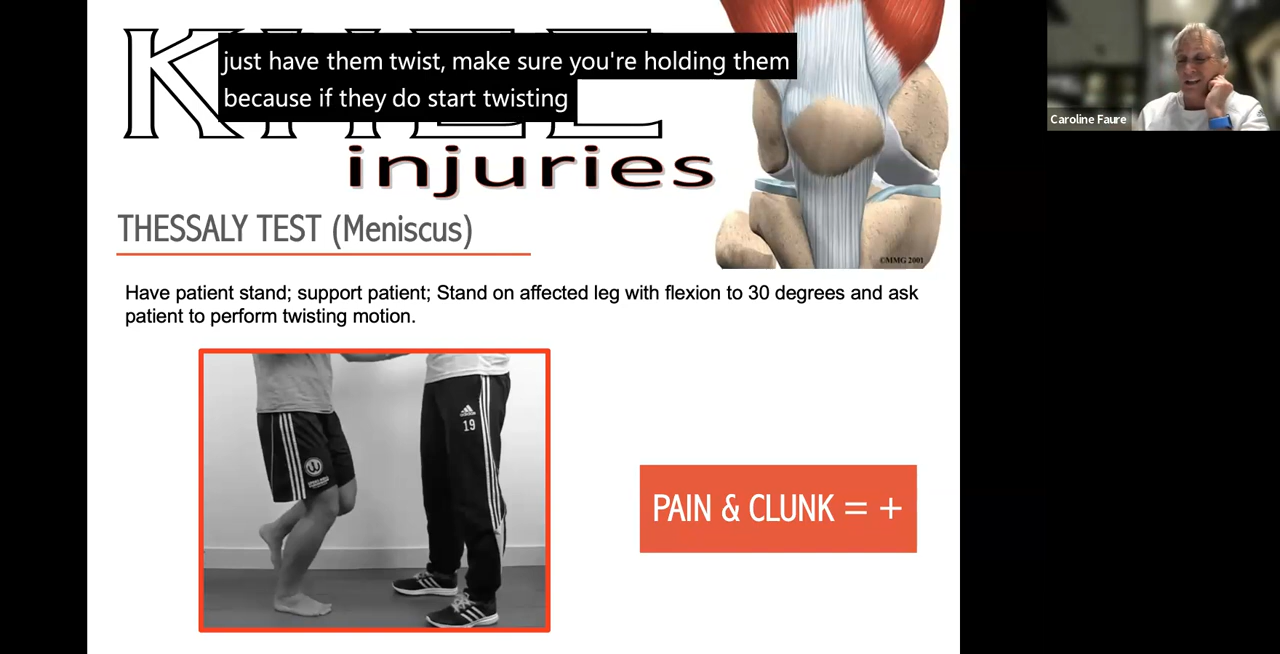 KNEE
just have them twist, make sure you're holding them
because if they do start twisting
injuries
THESSALY TEST (Meniscus)
©MMG 2001
Have patient stand; support patient; Stand on affected leg with flexion to 30 degrees and ask
patient to perform twisting motion.
19
PAIN & CLUNK = +
Caroline Faure